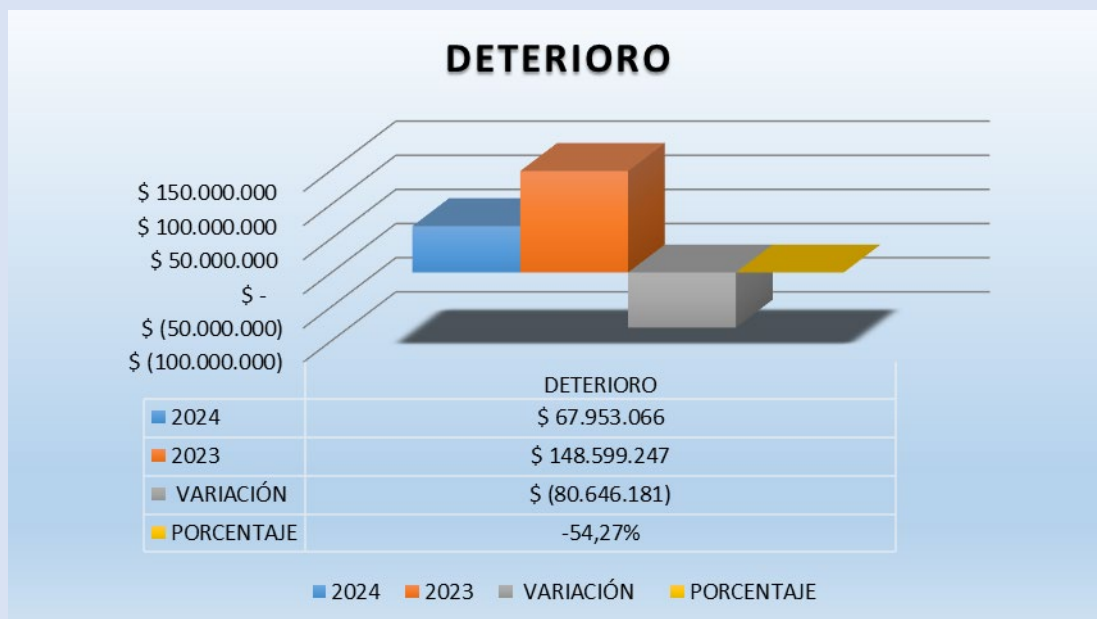 DETERIORO
$ 150.000.000
$ 100.000.000
$ 50.000.000
$ -
$ (50.000.000)
$ (100.000.000)
DETERIORO
2024 $ 67.953.066
2023 $ 148.599.247
VARIACIÓN $ (80.646.181)
PORCENTAJE -54,27%
2024 2023 VARIACIÓN PORCENTAJE